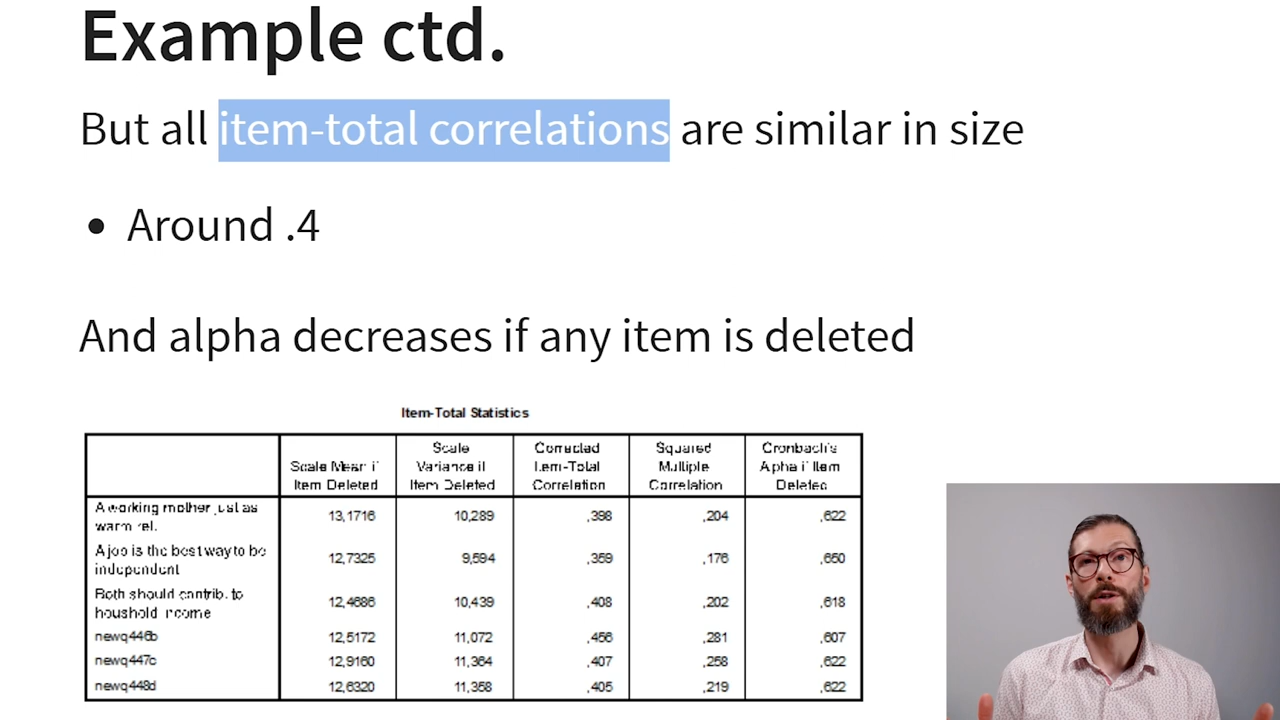 Example ctd.
But all item-total correlations are similar in size
• Around .4
And alpha decreases if any item is deleted
Item-Total Statistics
Scale Mean if Item Deleted
Scale Variance if Item Deleted
Corrected Item-Total Correlation
Squared Multiple Correlation
Cronbach's Alpha if Item Deleted
A working mother just as warm rel. 13,1716 10,289 ,398 ,204 ,622
A job is the best way to be independent 12,7325 9,594 ,359 ,176 ,650
Both should contrib. to houshold income 12,4686 10,439 ,408 ,202 ,618
newq446b 12,5172 11,072 ,456 ,281 ,607
newq447c 12,9160 11,364 ,407 ,258 ,622
newq448d 12,6320 11,358 ,405 ,219 ,622